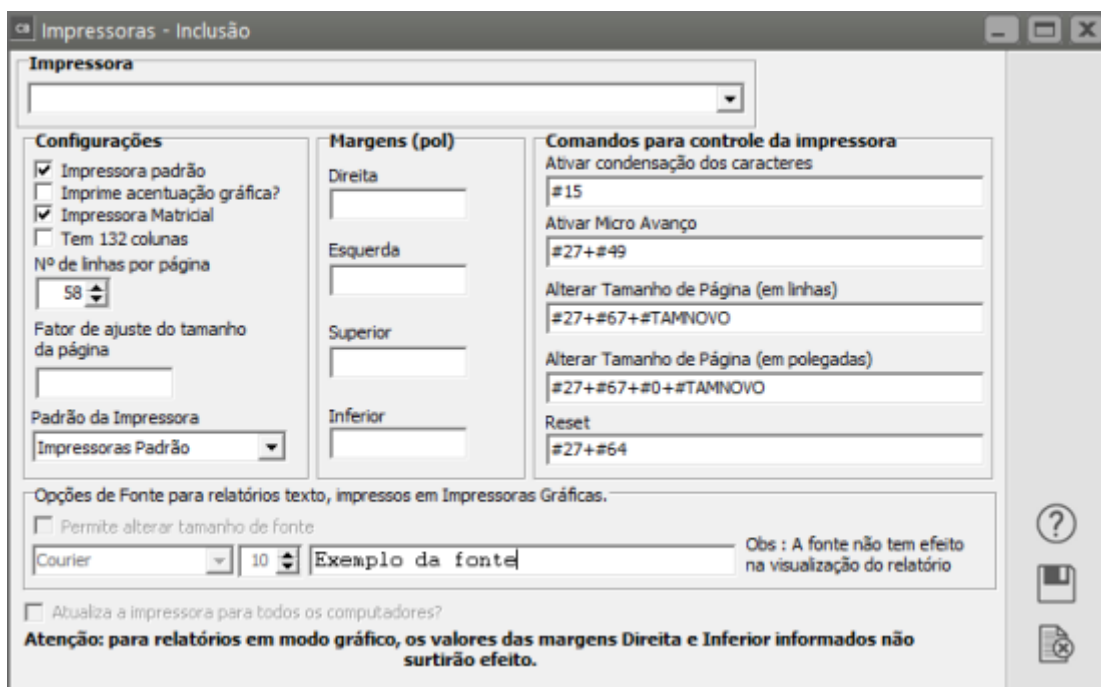 CB Impressoras - Inclusão
Impressora
Configurações
Impressora padrão
Imprime acentuação gráfica?
Impressora Matricial
Tem 132 colunas
Nº de linhas por página
58
Fator de ajuste do tamanho
da página
Padrão da Impressora
Impressoras Padrão
Margens (pol)
Direita
Esquerda
Superior
Inferior
Comandos para controle da impressora
Ativar condensação dos caracteres
#15
Ativar Micro Avanço
#27+#49
Alterar Tamanho de Página (em linhas)
#27+#67+#TAMNOVO
Alterar Tamanho de Página (em polegadas)
#27+#67+#0+#TAMNOVO
Reset
#27+#64
Opções de Fonte para relatórios texto, impressos em Impressoras Gráficas.
Permite alterar tamanho de fonte
Courier 10 Exemplo da fonte
Obs : A fonte não tem efeito
na visualização do relatório
Atualiza a impressora para todos os computadores?
Atenção: para relatórios em modo gráfico, os valores das margens Direita e Inferior informados não
surtirão efeito.